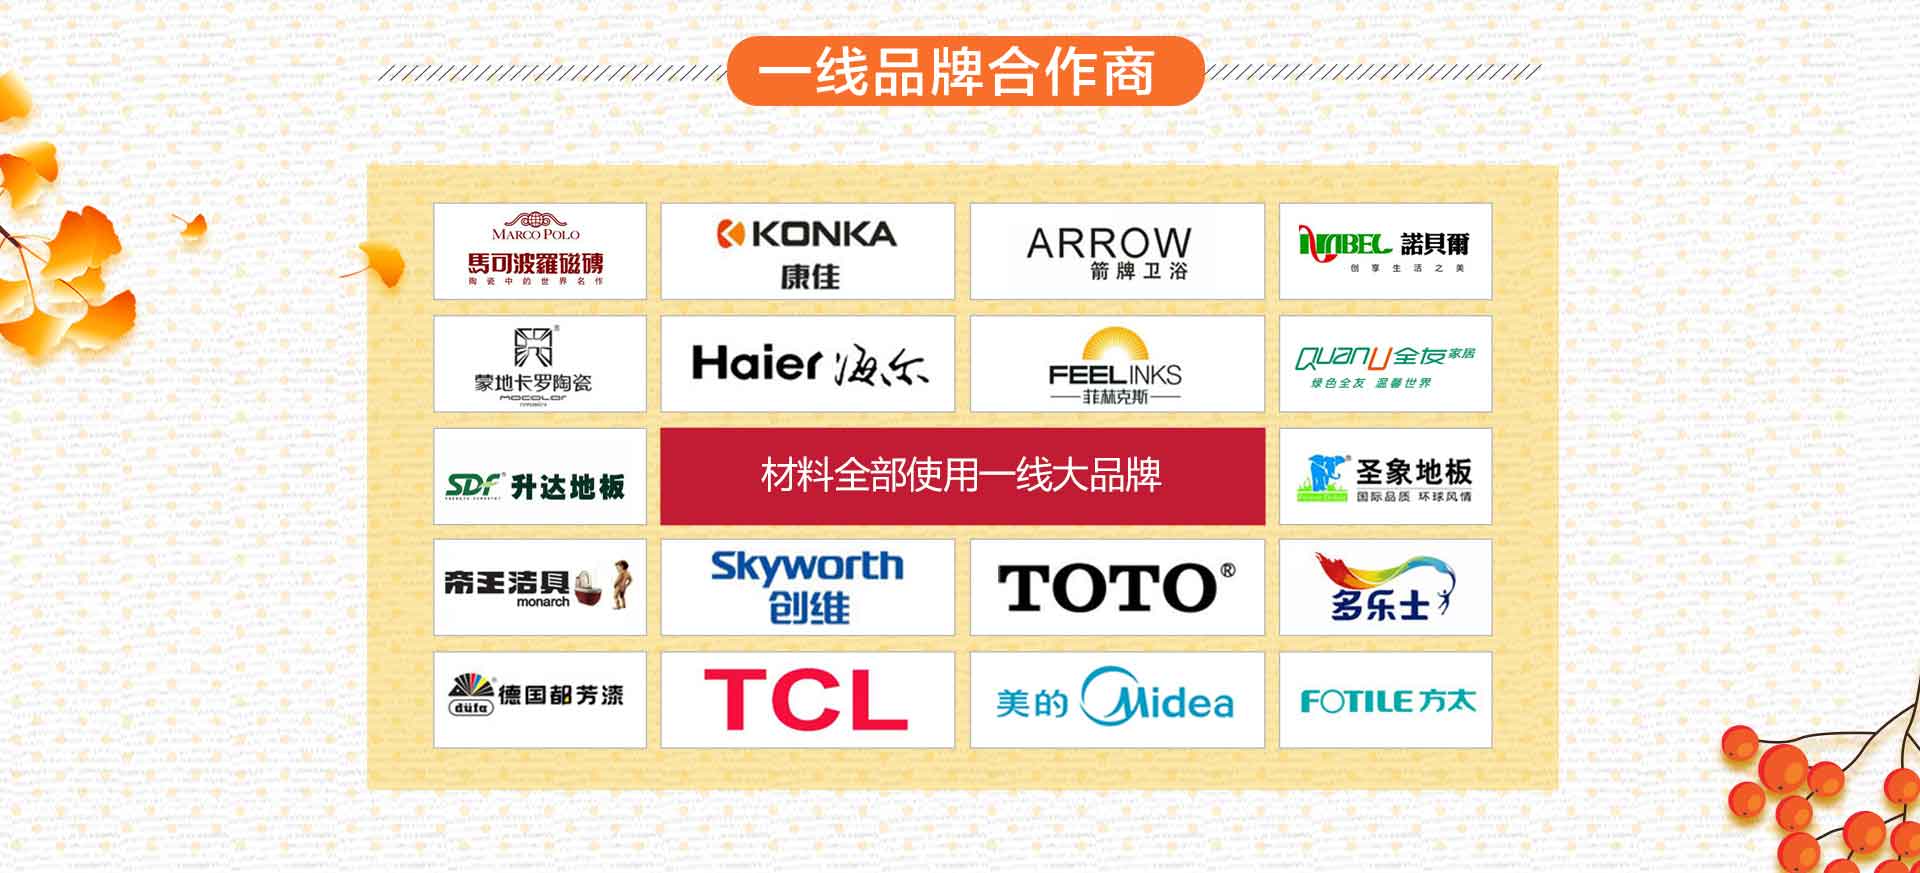 一线品牌合作商
MARCO POLO
馬可波羅磁磚
陶瓷中的世界名作
KONKA
康佳
ARROW
箭牌卫浴
NABEL 諾貝爾
创享生活之美
蒙地卡罗陶瓷
MOCOLOR
Haier 海尔
FEELINKS
菲林克斯
QUANU全友家居
绿色全友 温馨世界
SDF® 升达地板
材料全部使用一线大品牌
圣象地板
国际品质 环球风情
帝王洁具
monarch
Skyworth
创维
TOTO®
多乐士
düfa 德国都芳漆
TCL
美的 Midea
FOTILE 方太